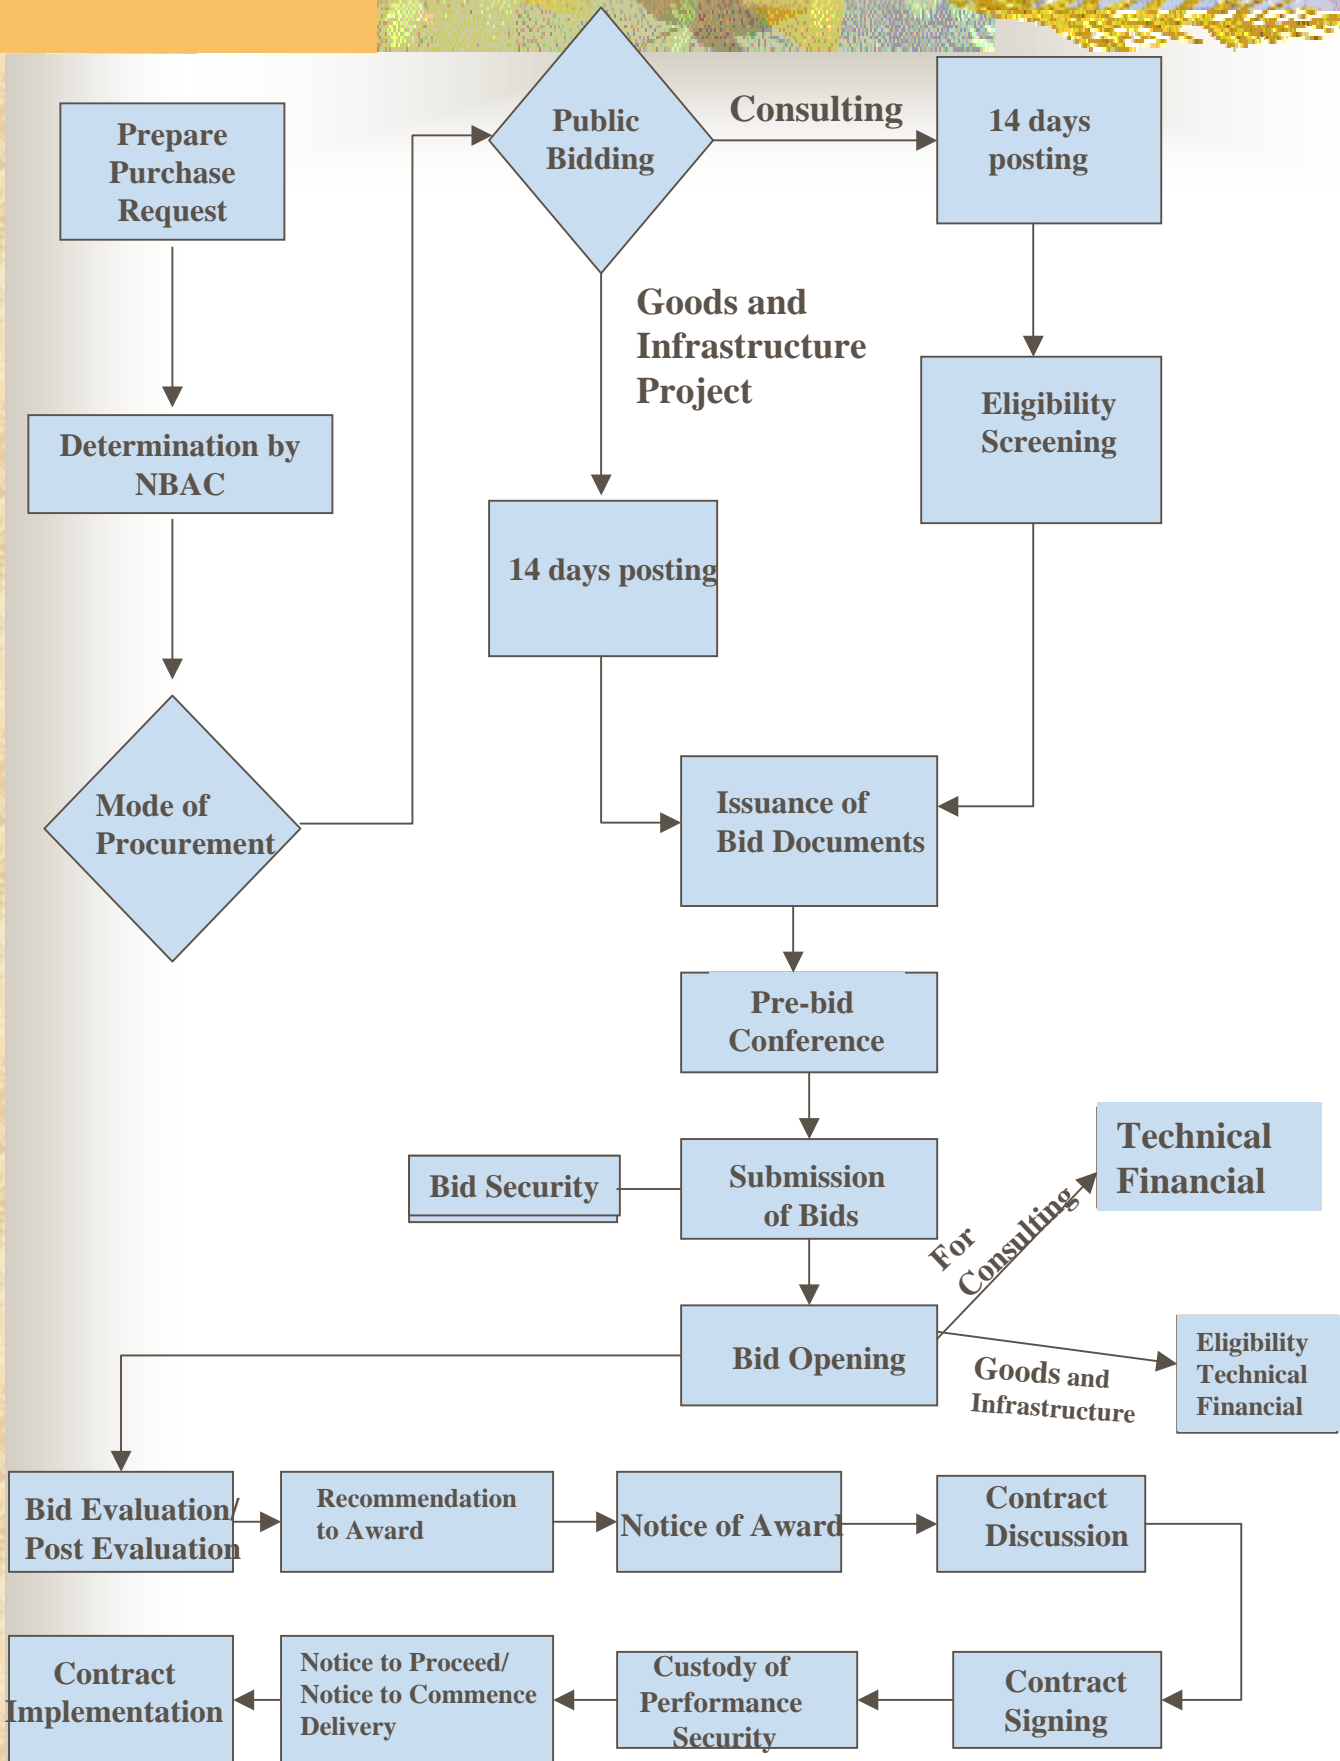 Prepare
Purchase
Request
Determination by
NBAC
Mode of
Procurement
Public
Bidding
Consulting
14 days
posting
Goods and
Infrastructure
Project
Eligibility
Screening
14 days posting
Issuance of
Bid Documents
Pre-bid
Conference
Bid Security
Submission
of Bids
For
Consulting
Technical
Financial
Bid Opening
Goods and
Infrastructure
Eligibility
Technical
Financial
Bid Evaluation/
Post Evaluation
Recommendation
to Award
Notice of Award
Contract
Discussion
Contract
Signing
Custody of
Performance
Security
Notice to Proceed/
Notice to Commence
Delivery
Contract
Implementation